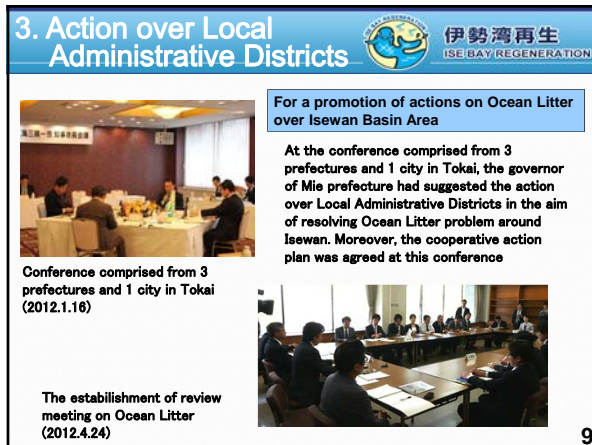 3. Action over Local
Administrative Districts
伊勢湾再生
ISE BAY REGENERATION
For a promotion of actions on Ocean Litter
over Isewan Basin Area
At the conference comprised from 3
prefectures and 1 city in Tokai, the governor
of Mie prefecture had suggested the action
over Local Administrative Districts in the aim
of resolving Ocean Litter problem around
Isewan. Moreover, the cooperative action
plan was agreed at this conference
Conference comprised from 3
prefectures and 1 city in Tokai
(2012.1.16)
The estabilishment of review
meeting on Ocean Litter
(2012.4.24)
9